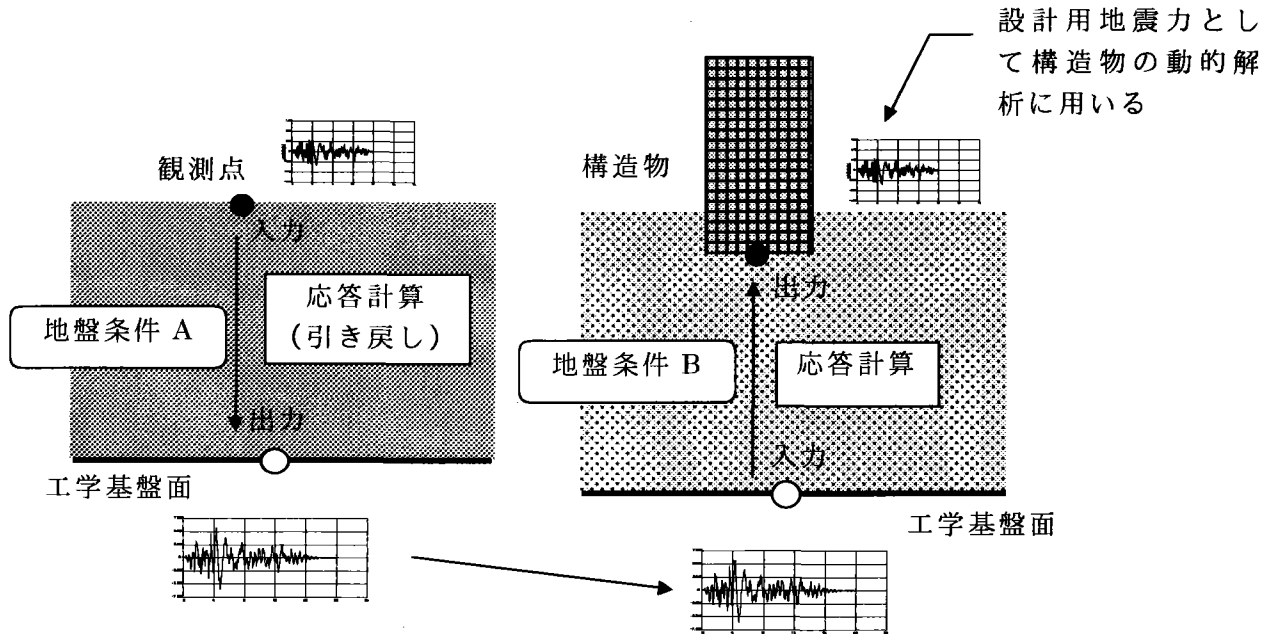 設計用地震力とし
て構造物の動的解
析に用いる
観測点
入力
応答計算
(引き戻し)
地盤条件 A
出力
工学基盤面
構造物
出力
地盤条件 B
応答計算
入力
工学基盤面